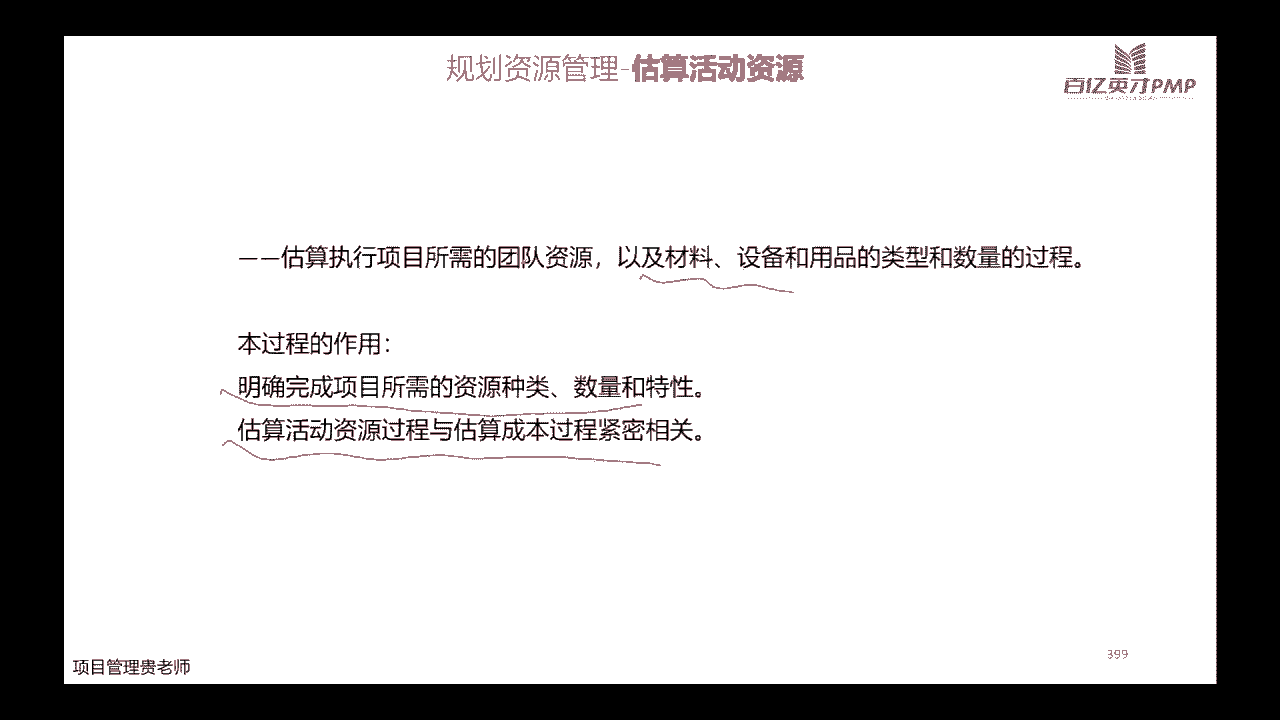 规划资源管理-估算活动资源
百亿英才PMP
——估算执行项目所需的团队资源，以及材料、设备和用品的类型和数量的过程。
本过程的作用：
明确完成项目所需的资源种类、数量和特性。
估算活动资源过程与估算成本过程紧密相关。
399
项目管理贵老师